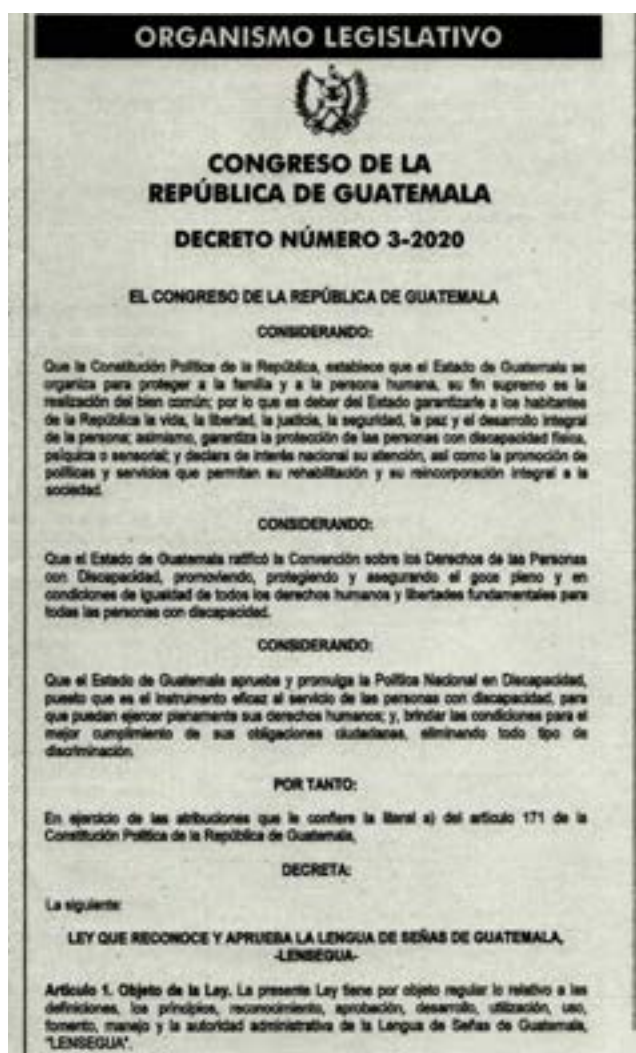 ORGANISMO LEGISLATIVO
CONGRESO DE LA
REPÚBLICA DE GUATEMALA
DECRETO NÚMERO 3-2020
EL CONGRESO DE LA REPÚBLICA DE GUATEMALA
CONSIDERANDO:
Que la Constitución Política de la República, establece que el Estado de Guatemala se
organiza para proteger a la familia y a la persona humana, su fin supremo es la
realización del bien común; por lo que es deber del Estado garantizarle a los habitantes
de la República la vida, la libertad, la justicia, la seguridad, la paz y el desarrollo integral
de la persona; asimismo, garantiza la protección de las personas con discapacidad física,
psíquica o sensorial; y declara de interés nacional su atención, así como la promoción de
políticas y servicios que permitan su rehabilitación y su reincorporación integral a la
sociedad.
CONSIDERANDO:
Que el Estado de Guatemala ratificó la Convención sobre los Derechos de las Personas
con Discapacidad, promoviendo, protegiendo y asegurando el goce pleno y en
condiciones de igualdad de todos los derechos humanos y libertades fundamentales para
todas las personas con discapacidad.
CONSIDERANDO:
Que el Estado de Guatemala aprueba y promulga la Política Nacional en Discapacidad,
puesto que es el instrumento eficaz al servicio de las personas con discapacidad, para
que puedan ejercer plenamente sus derechos humanos; y, brindar las condiciones para el
mejor cumplimiento de sus obligaciones ciudadanas, eliminando todo tipo de
discriminación.
POR TANTO:
En ejercicio de las atribuciones que le confiere la literal a) del artículo 171 de la
Constitución Política de la República de Guatemala,
DECRETA:
La siguiente:
LEY QUE RECONOCE Y APRUEBA LA LENGUA DE SEÑAS DE GUATEMALA,
-LENSEGUA-
Artículo 1. Objeto de la Ley. La presente Ley tiene por objeto regular lo relativo a las
definiciones, los principios, reconocimiento, aprobación, desarrollo, utilización, uso,
fomento, manejo y la autoridad administrativa de la Lengua de Señas de Guatemala,
"LENSEGUA".